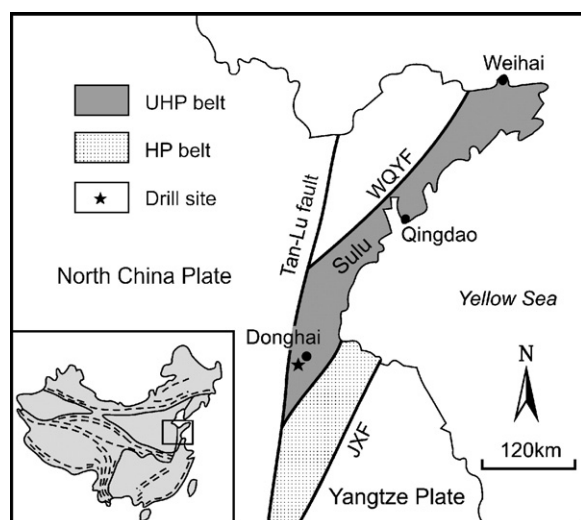 Weihai
UHP belt
HP belt
Drill site
WQYF
Tan-Lu fault
Qingdao
Sulu
North China Plate
Yellow Sea
Donghai
N
JXF
120km
Yangtze Plate